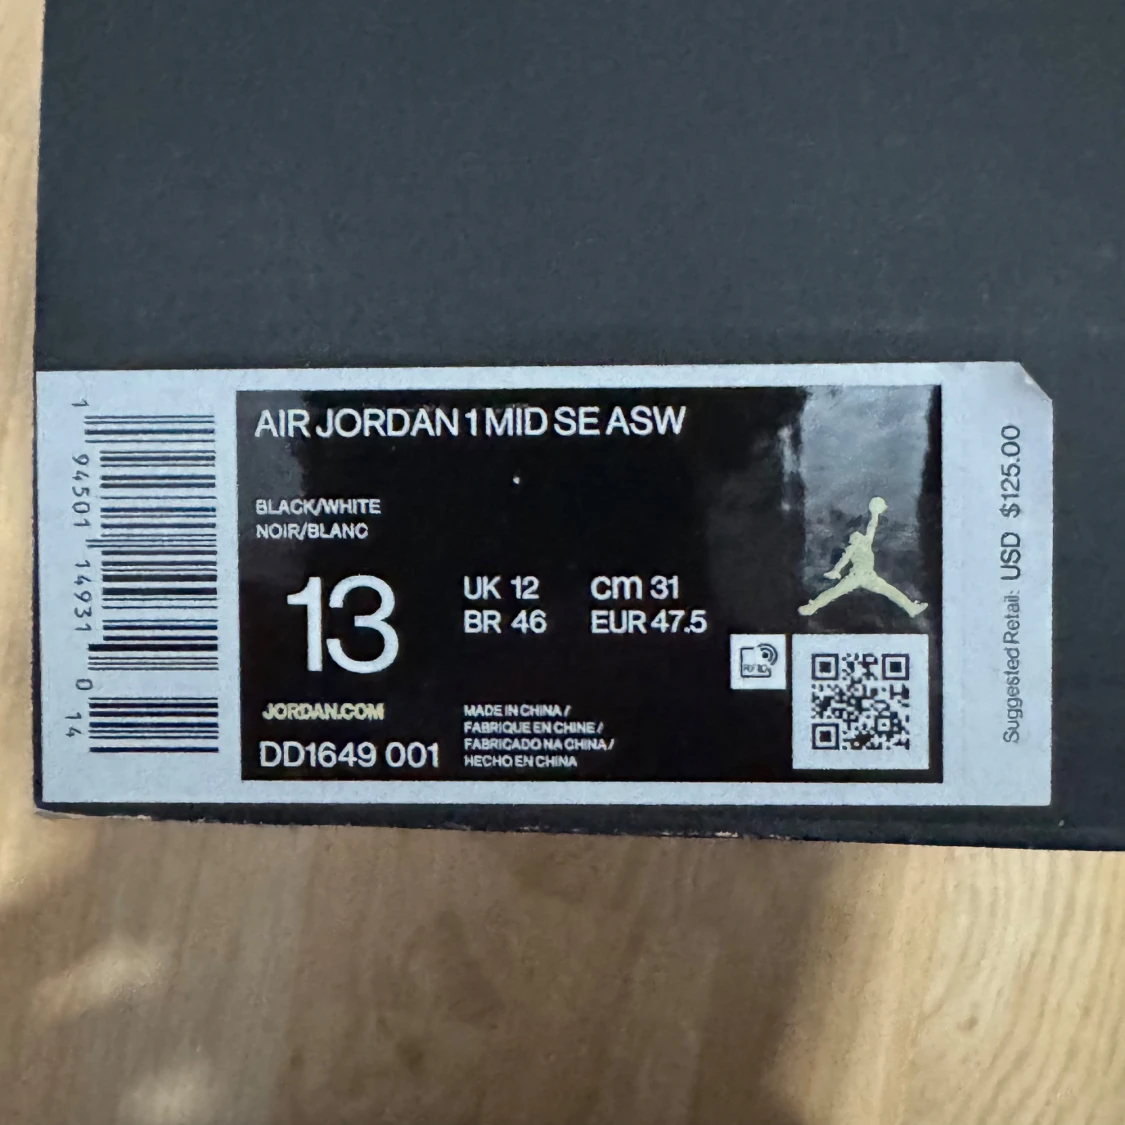 AIR JORDAN 1 MID SE ASW
BLACK/WHITE
NOIR/BLANC
13
UK 12
BR 46
CM 31
EUR 47.5
RFID
JORDAN.COM
DD1649 001
MADE IN CHINA /
FABRIQUE EN CHINE /
FABRICADO NA CHINA /
HECHO EN CHINA
1 94501 14931 0 14
Suggested Retail: USD $125.00